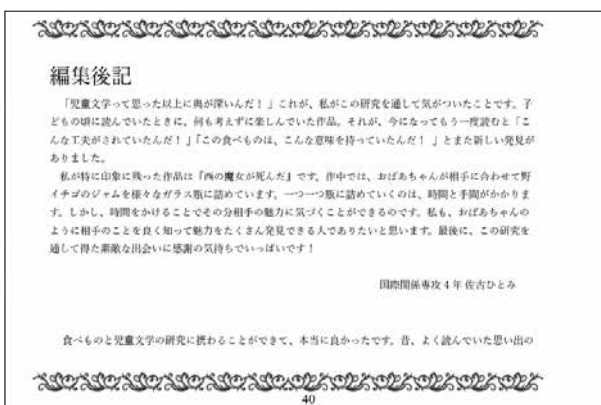 編集後記
「児童文学って思った以上に奥が深いんだ！」これが、私がこの研究を通して気がついたことです。子
どもの頃に読んでいたときに、何も考えずに楽しんでいた作品。それが、今になってもう一度読むと「こ
んな工夫がされていたんだ！」「この食べものは、こんな意味を持っていたんだ！ 」とまた新しい発見が
ありました。
私が特に印象に残った作品は『西の魔女が死んだ』です。作中では、おばあちゃんが相手に合わせて野
イチゴのジャムを様々なガラス瓶に詰めています。一つ一つ瓶に詰めていくのは、時間と手間がかかりま
す。しかし、時間をかけることでその分相手の魅力に気づくことができるのです。私も、おばあちゃんの
ように相手のことを良く知って魅力をたくさん発見できる人でありたいと思います。最後に、この研究を
通して得た素敵な出会いに感謝の気持ちでいっぱいです！
国際関係専攻 4 年 佐古ひとみ
食べものと児童文学の研究に携わることができて、本当に良かったです。昔、よく読んでいた思い出の
40